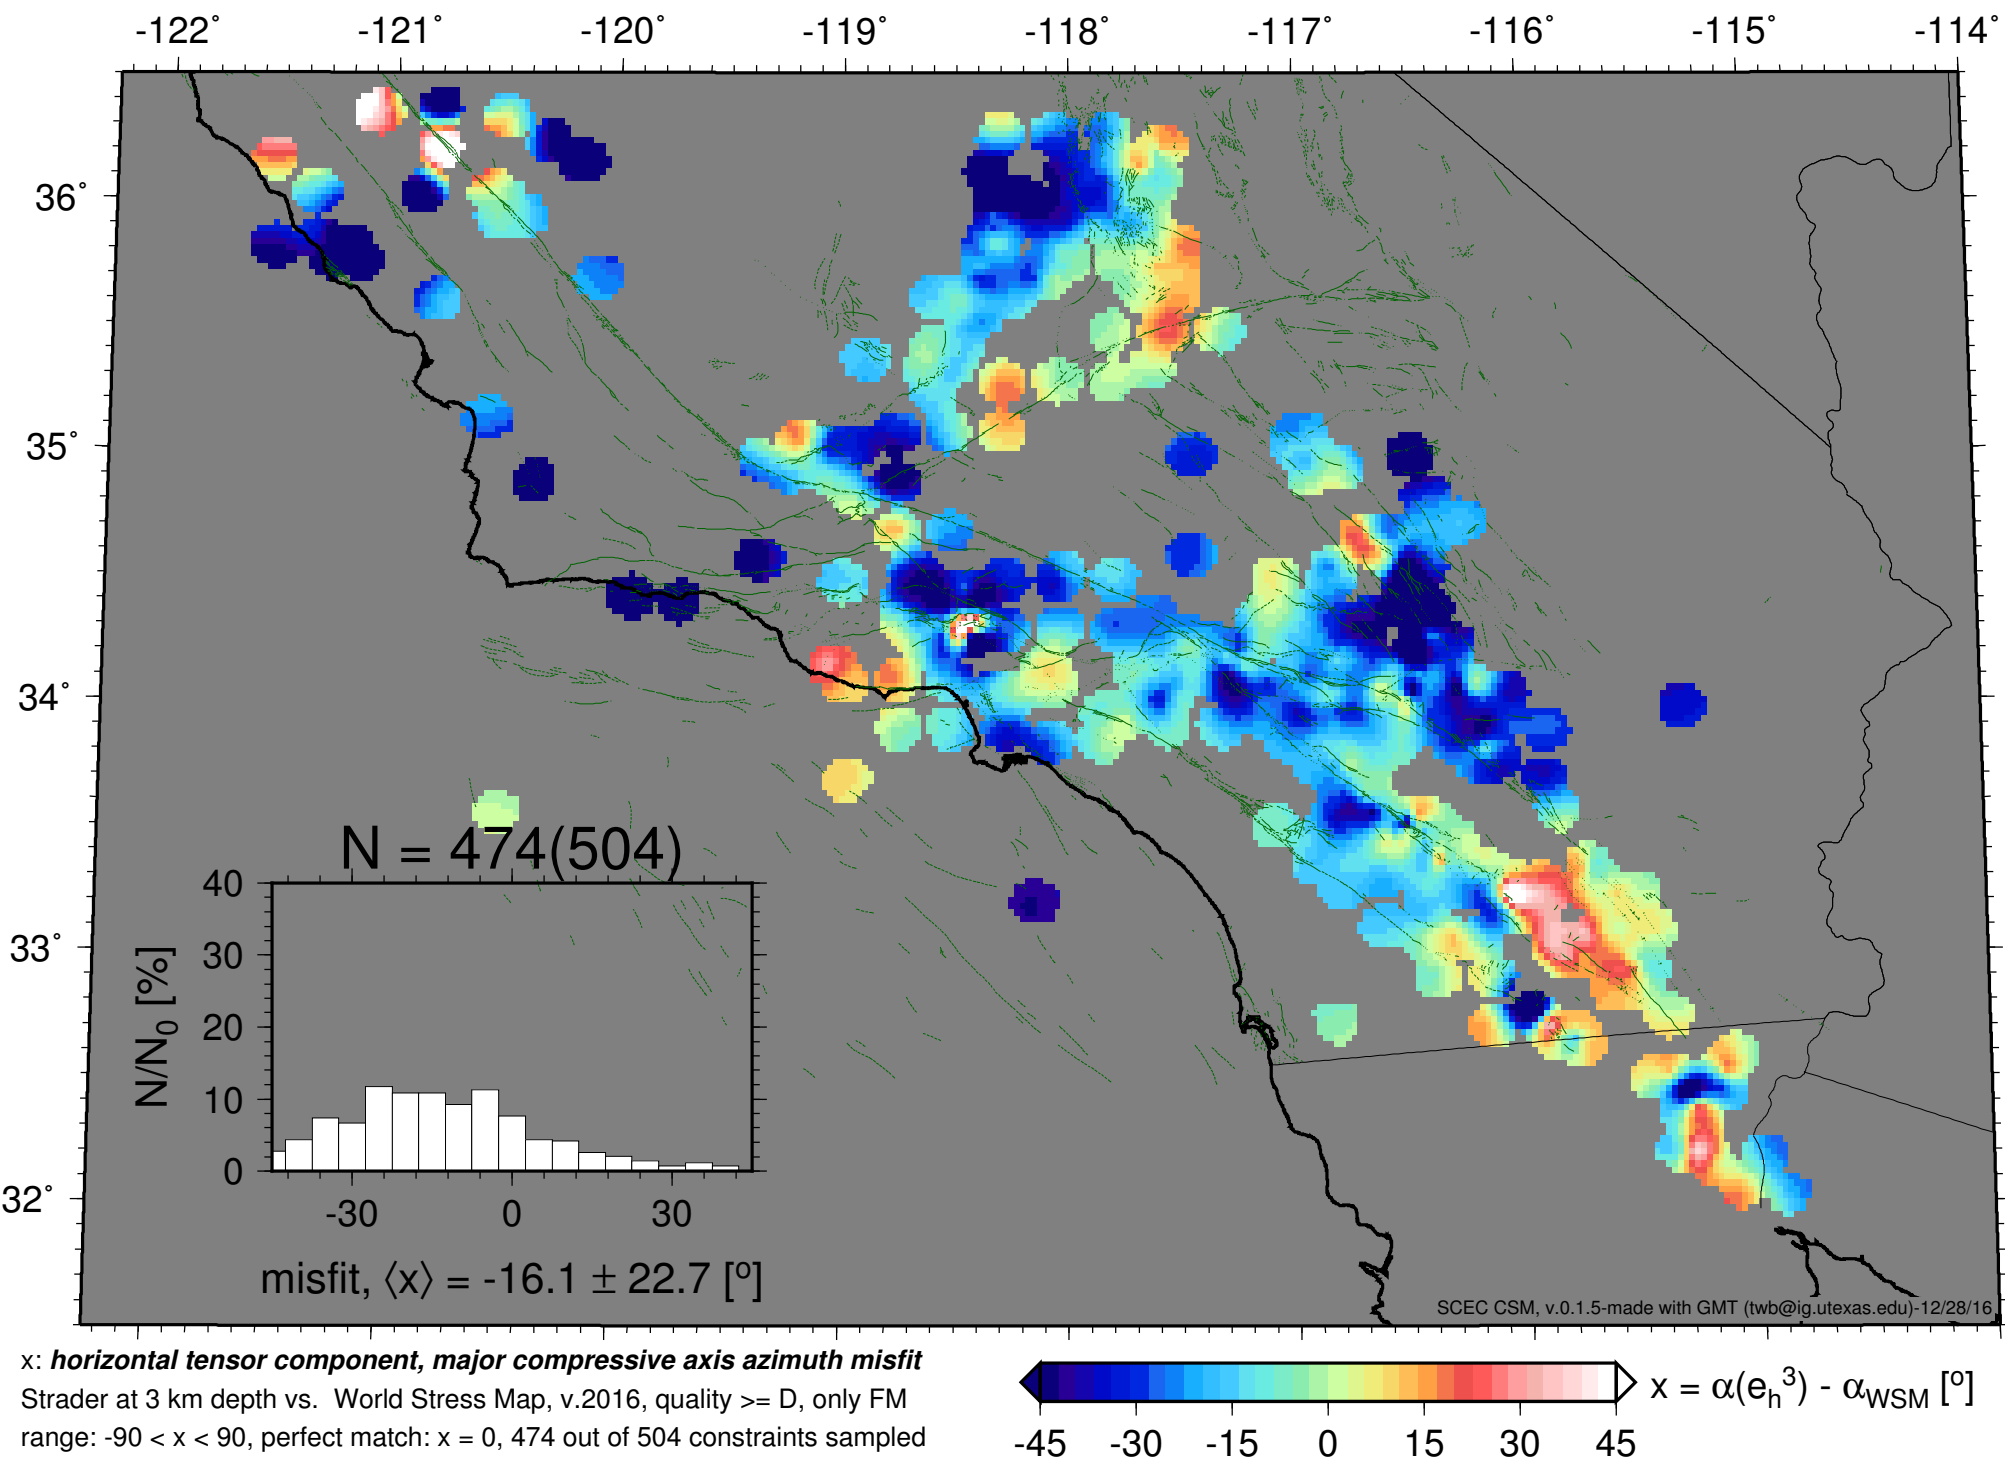 -122˚ -121˚ -120˚ -119˚ -118˚ -117˚ -116˚ -115˚ -114˚
36˚
35˚
34˚
33˚
32˚
N = 474(504)
N/N0 [%]
40
30
20
10
0
-30 0 30
misfit, ⟨x⟩ = -16.1 ± 22.7 [o]
SCEC CSM, v.0.1.5-made with GMT (twb@ig.utexas.edu)-12/28/16
x: horizontal tensor component, major compressive axis azimuth misfit
Strader at 3 km depth vs. World Stress Map, v.2016, quality >= D, only FM
range: -90 < x < 90, perfect match: x = 0, 474 out of 504 constraints sampled
x = α(eh3) - αWSM [o]
-45 -30 -15 0 15 30 45